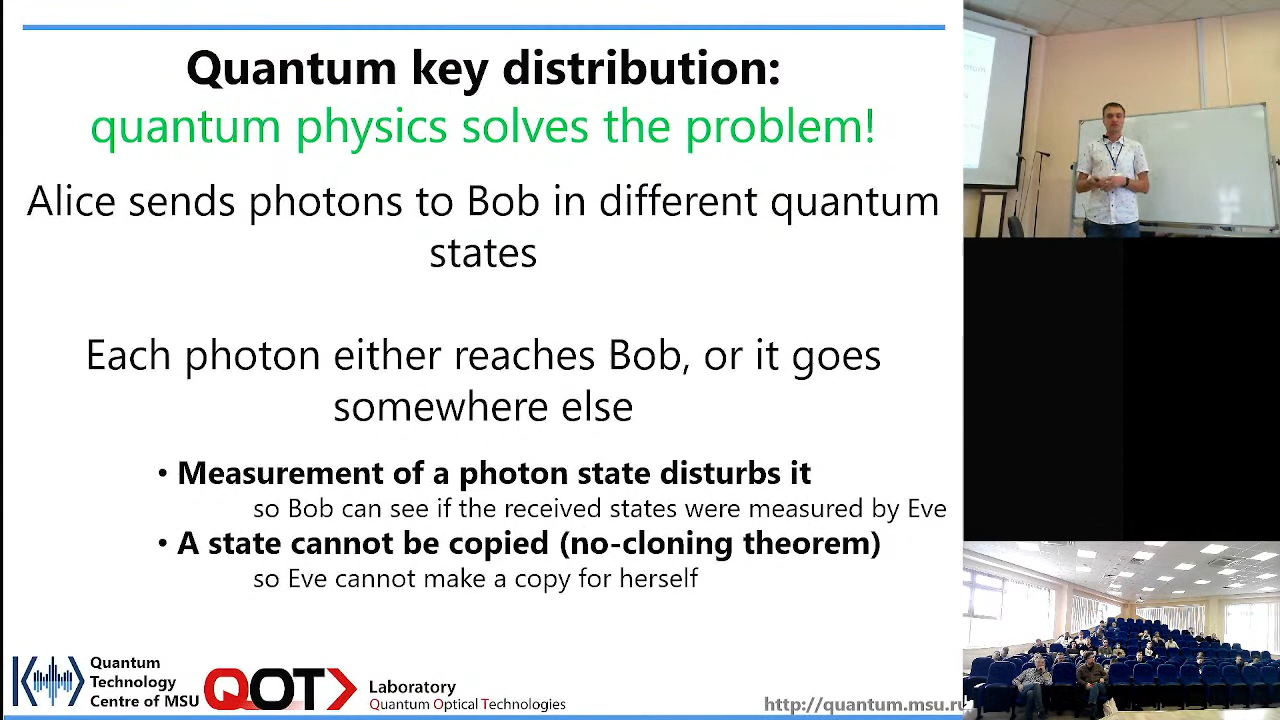 Quantum key distribution:
quantum physics solves the problem!
Alice sends photons to Bob in different quantum
states
Each photon either reaches Bob, or it goes
somewhere else
• Measurement of a photon state disturbs it
so Bob can see if the received states were measured by Eve
• A state cannot be copied (no-cloning theorem)
so Eve cannot make a copy for herself
Quantum
Technology
Centre of MSU
QOT
Laboratory
Quantum Optical Technologies
http://quantum.msu.ru